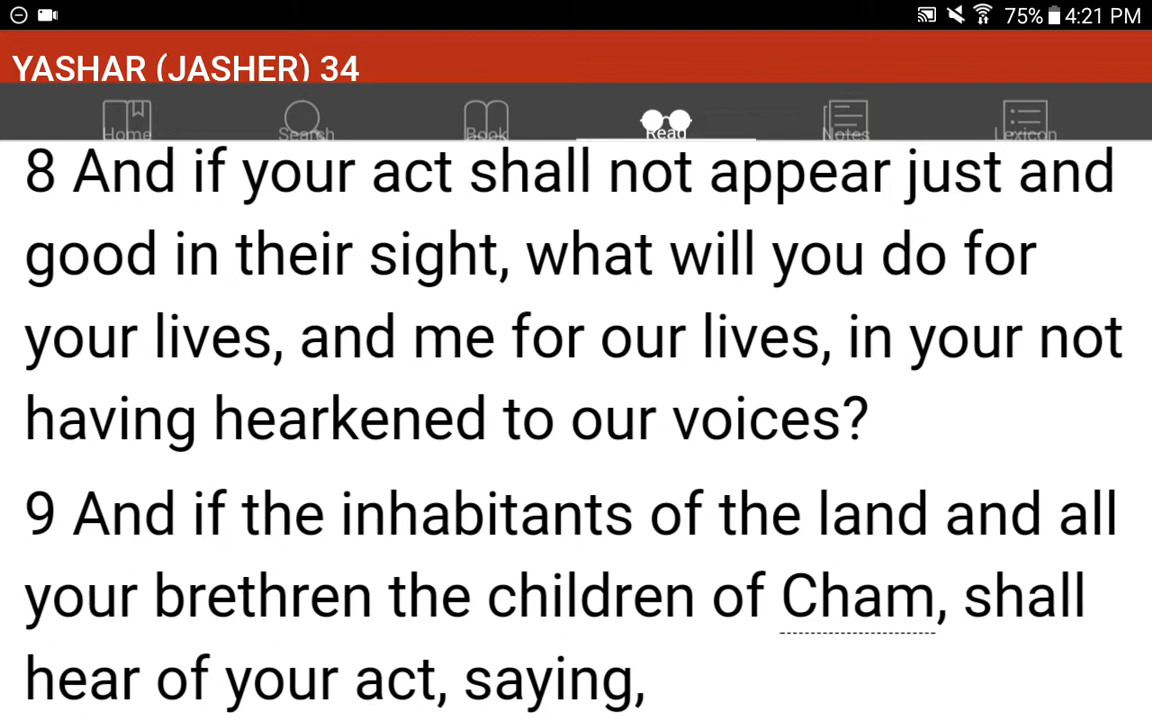 75% 4:21 PM
YASHAR (JASHER) 34
Home Search Book Read Notes Lexicon
8 And if your act shall not appear just and
good in their sight, what will you do for
your lives, and me for our lives, in your not
having hearkened to our voices?
9 And if the inhabitants of the land and all
your brethren the children of Cham, shall
hear of your act, saying,